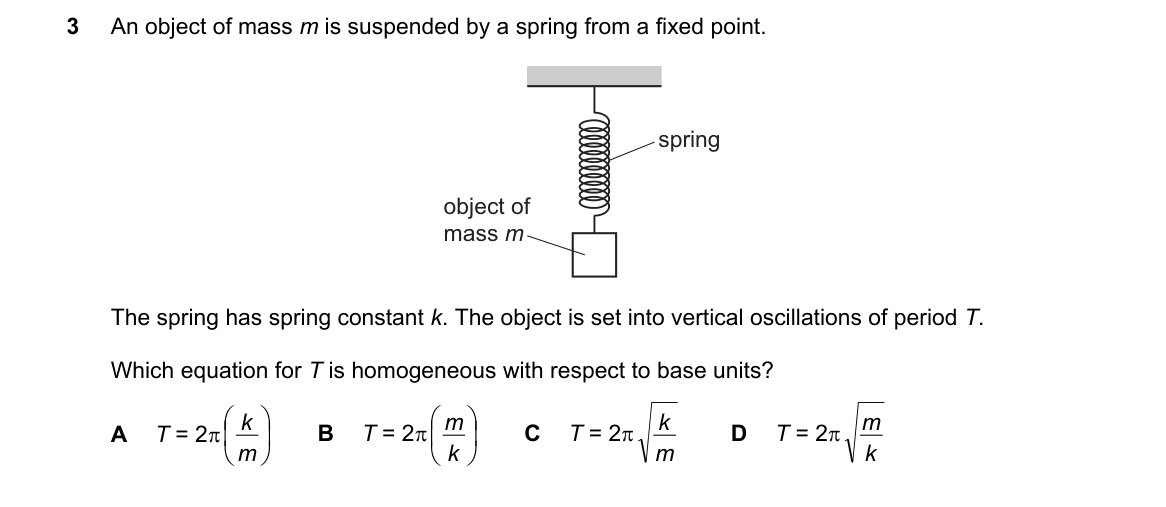 3 An object of mass m is suspended by a spring from a fixed point.
spring
object of
mass m
The spring has spring constant k. The object is set into vertical oscillations of period T.
Which equation for T is homogeneous with respect to base units?
A T = 2π(k/m) B T = 2π(m/k) C T = 2π√(k/m) D T = 2π√(m/k)